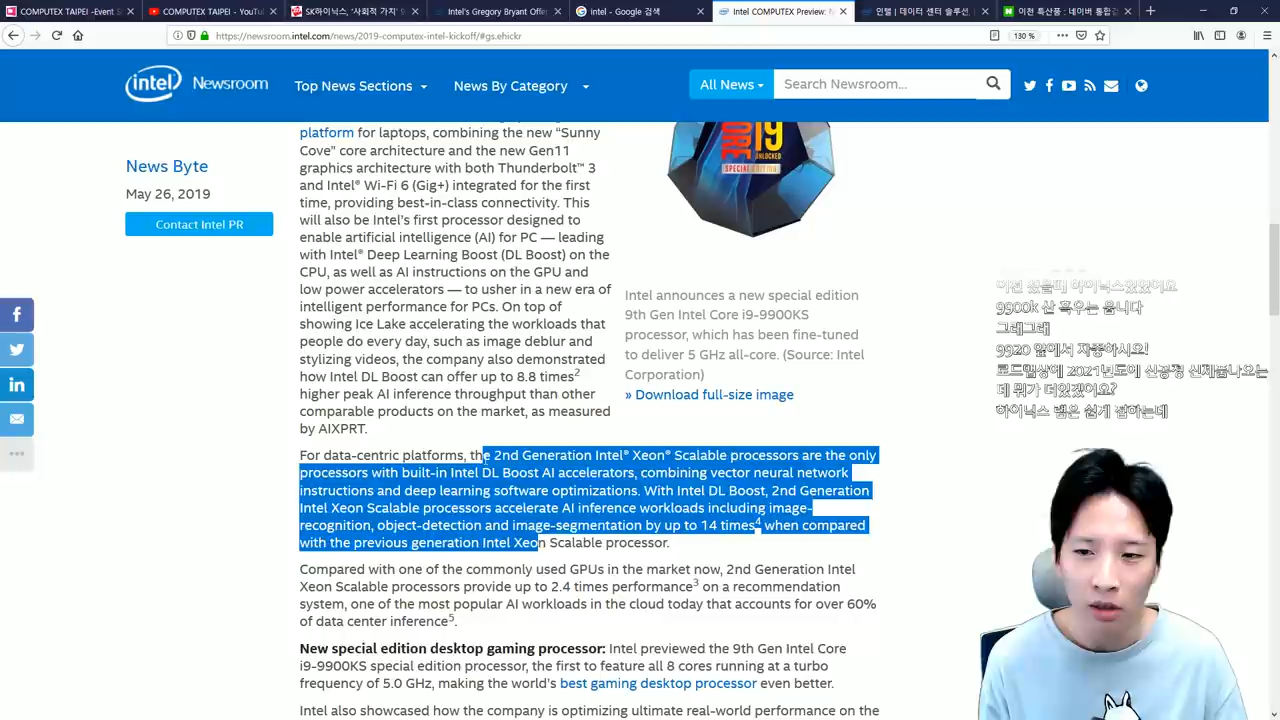 COMPUTEX TAIPEI -Event S
COMPUTEX TAIPEI - YouTu
SK하이닉스, '사회적 가치' 9
Intel's Gregory Bryant Offer
intel - Google 검색
Intel COMPUTEX Preview: N
인텔 | 데이터 센터 솔루션,
이천 특산품 : 네이버 통합검
https://newsroom.intel.com/news/2019-computex-intel-kickoff/#gs.ehickr
130 %
intel Newsroom
Top News Sections
News By Category
All News
Search Newsroom...
News Byte
May 26, 2019
Contact Intel PR
platform for laptops, combining the new “Sunny
Cove” core architecture and the new Gen11
graphics architecture with both Thunderbolt™ 3
and Intel® Wi-Fi 6 (Gig+) integrated for the first
time, providing best-in-class connectivity. This
will also be Intel’s first processor designed to
enable artificial intelligence (AI) for PC — leading
with Intel® Deep Learning Boost (DL Boost) on the
CPU, as well as AI instructions on the GPU and
low power accelerators — to usher in a new era of
intelligent performance for PCs. On top of
showing Ice Lake accelerating the workloads that
people do every day, such as image deblur and
stylizing videos, the company also demonstrated
how Intel DL Boost can offer up to 8.8 times2
higher peak AI inference throughput than other
comparable products on the market, as measured
by AIXPRT.
CORE i9
UNLOCKED
SPECIAL EDITION
Intel announces a new special edition
9th Gen Intel Core i9-9900KS
processor, which has been fine-tuned
to deliver 5 GHz all-core. (Source: Intel
Corporation)
» Download full-size image
For data-centric platforms, the 2nd Generation Intel® Xeon® Scalable processors are the only
processors with built-in Intel DL Boost AI accelerators, combining vector neural network
instructions and deep learning software optimizations. With Intel DL Boost, 2nd Generation
Intel Xeon Scalable processors accelerate AI inference workloads including image-
recognition, object-detection and image-segmentation by up to 14 times4 when compared
with the previous generation Intel Xeon Scalable processor.
Compared with one of the commonly used GPUs in the market now, 2nd Generation Intel
Xeon Scalable processors provide up to 2.4 times performance3 on a recommendation
system, one of the most popular AI workloads in the cloud today that accounts for over 60%
of data center inference5.
New special edition desktop gaming processor: Intel previewed the 9th Gen Intel Core
i9-9900KS special edition processor, the first to feature all 8 cores running at a turbo
frequency of 5.0 GHz, making the world’s best gaming desktop processor even better.
Intel also showcased how the company is optimizing ultimate real-world performance on the
9900k 산 흑우는 웁니다
그래그래
9920 앞에서 자중하시오!
로드맵상에 2021년도에 신공정 신제품나오는
데 뭐가 더있겠어요?
하이닉스 램은 쉽게 접하는데